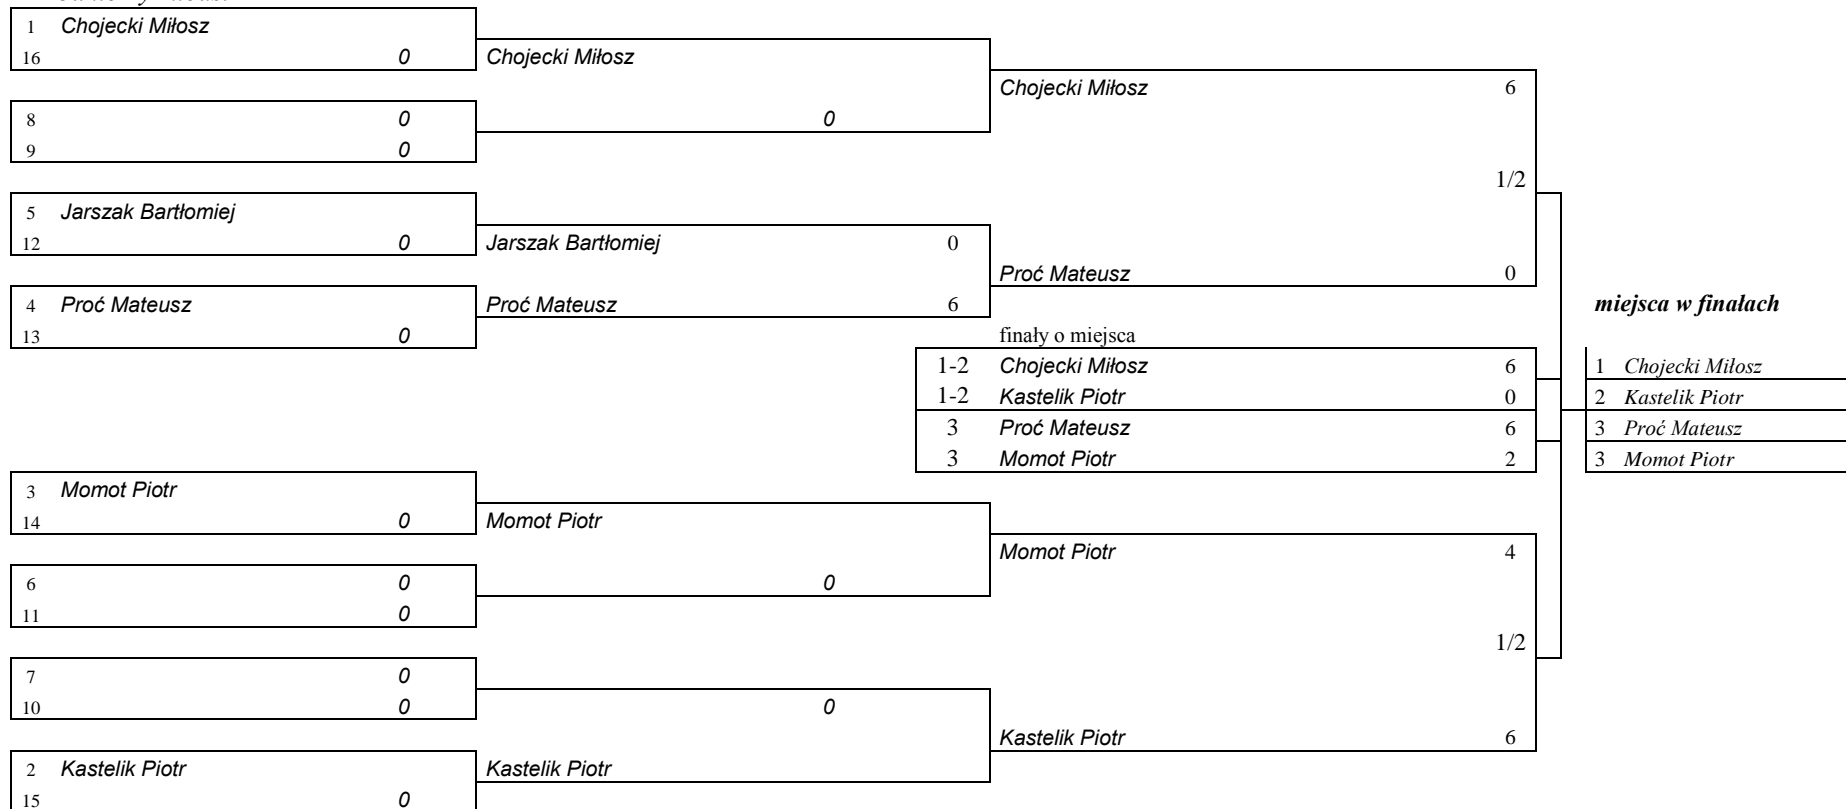 1 Chojecki Miłosz
16 0
Chojecki Miłosz
8 0
9 0
0
Chojecki Miłosz 6
1/2
5 Jarszak Bartłomiej
12 0
Jarszak Bartłomiej 0
4 Proć Mateusz
13 0
Proć Mateusz 6
Proć Mateusz 0
finały o miejsca
1-2 Chojecki Miłosz 6
1-2 Kastelik Piotr 0
3 Proć Mateusz 6
3 Momot Piotr 2
miejsca w finałach
1 Chojecki Miłosz
2 Kastelik Piotr
3 Proć Mateusz
3 Momot Piotr
3 Momot Piotr
14 0
Momot Piotr
6 0
11 0
0
Momot Piotr 4
1/2
7 0
10 0
0
2 Kastelik Piotr
15 0
Kastelik Piotr
Kastelik Piotr 6